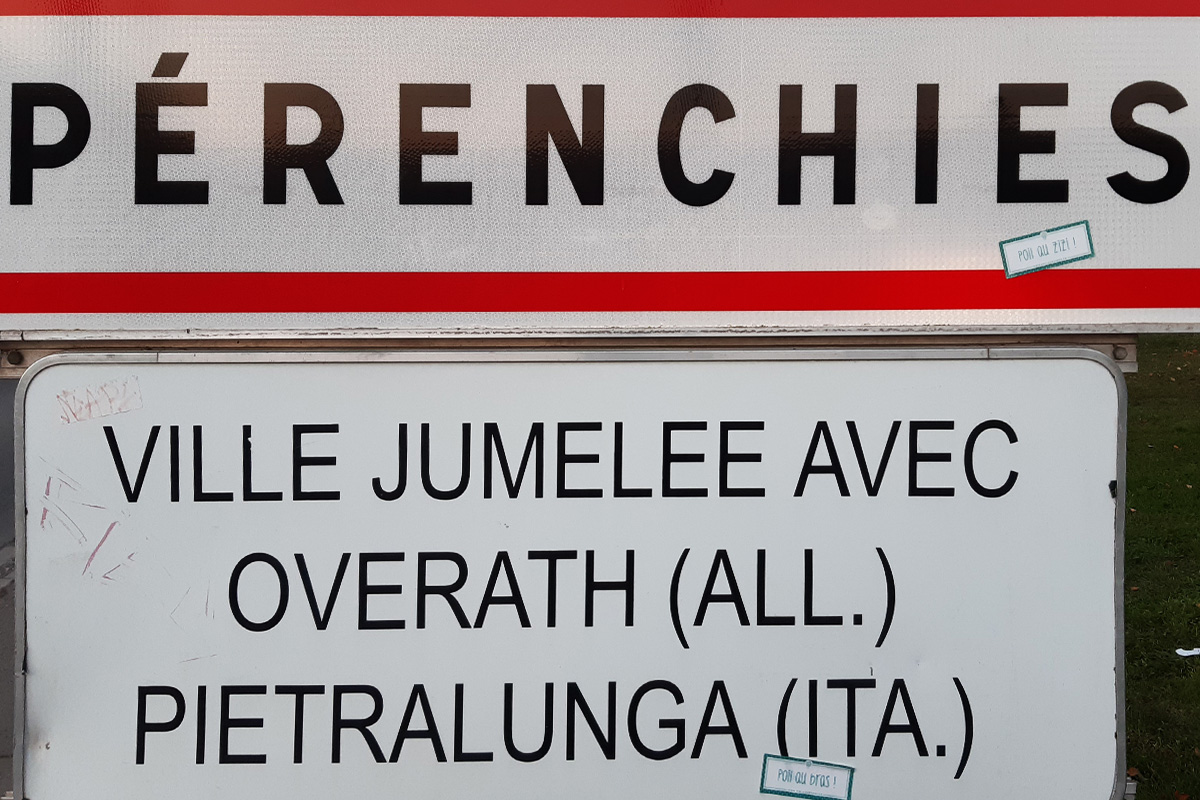 PÉRENCHIES
Poil au zizi !
VILLE JUMELEE AVEC
OVERATH (ALL.)
PIETRALUNGA (ITA.)
Poil au bras !